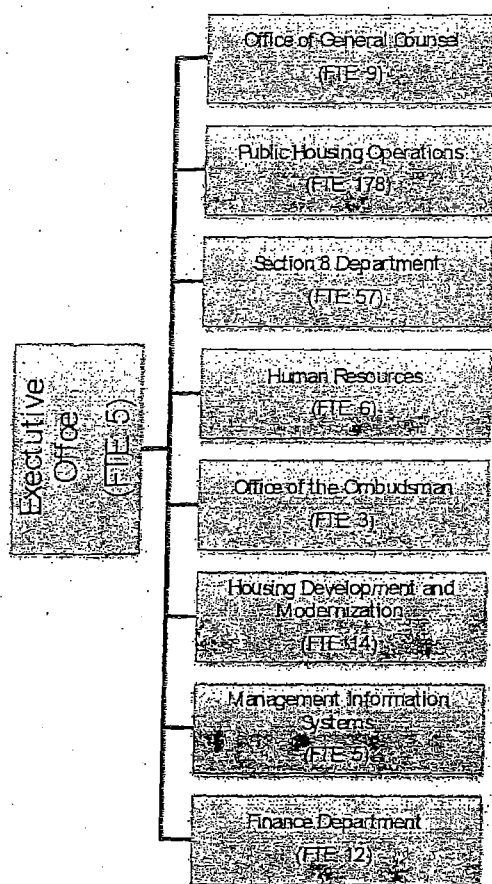 Exectutive
Offce
(FTE 5)
Office of General Counsel
(FTE 9)
Public Housing Operations
(FTE 178)
Section 8 Department
(FTE 57)
Human Resources
(FTE 6)
Office of the Ombudsman
(FTE 3)
Housing Development and
Modernization
(FTE 14)
Management Information
Systems
(FTE 5)
Finance Department
(FTE 12)